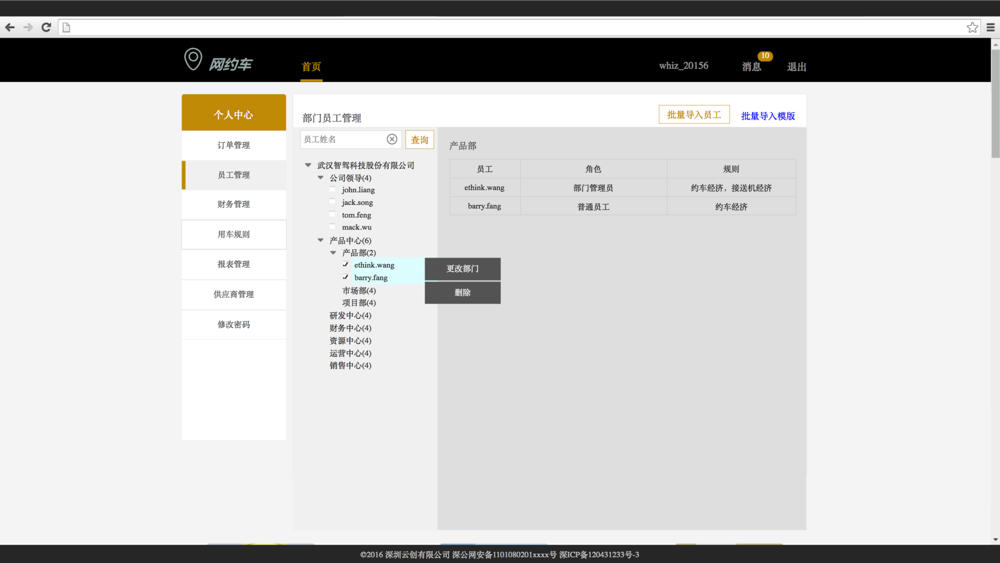 网约车
首页
whiz_20156
消息
10
退出
个人中心
订单管理
员工管理
财务管理
用车规则
报表管理
供应商管理
修改密码
部门员工管理
批量导入员工
批量导入模版
员工姓名
查询
武汉智驾科技股份有限公司
公司领导(4)
john.liang
jack.song
tom.feng
mack.wu
产品中心(6)
产品部(2)
ethink.wang
barry.fang
市场部(4)
项目部(4)
研发中心(4)
财务中心(4)
资源中心(4)
运营中心(4)
销售中心(4)
更改部门
删除
产品部
员工 角色 规则
ethink.wang 部门管理员 约车经济，接送机经济
barry.fang 普通员工 约车经济
©2016 深圳云创有限公司 深公网安备1101080201xxxx号 深ICP备120431233号-3